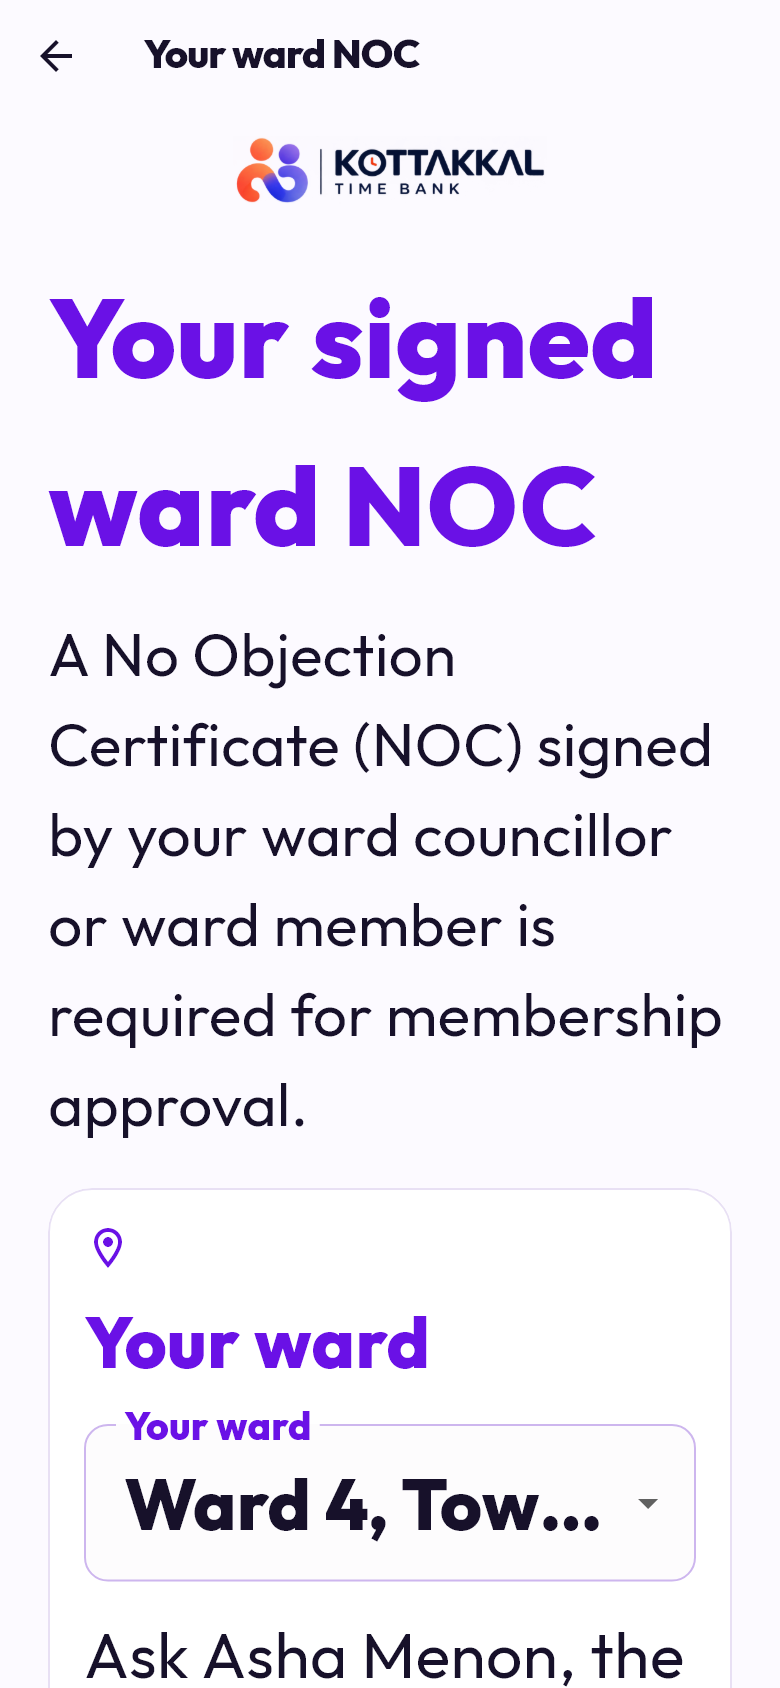 Your ward NOC
KOTTAKKAL
TIME BANK
Your signed
ward NOC
A No Objection
Certificate (NOC) signed
by your ward councillor
or ward member is
required for membership
approval.
Your ward
Your ward
Ward 4, Tow...
Ask Asha Menon, the